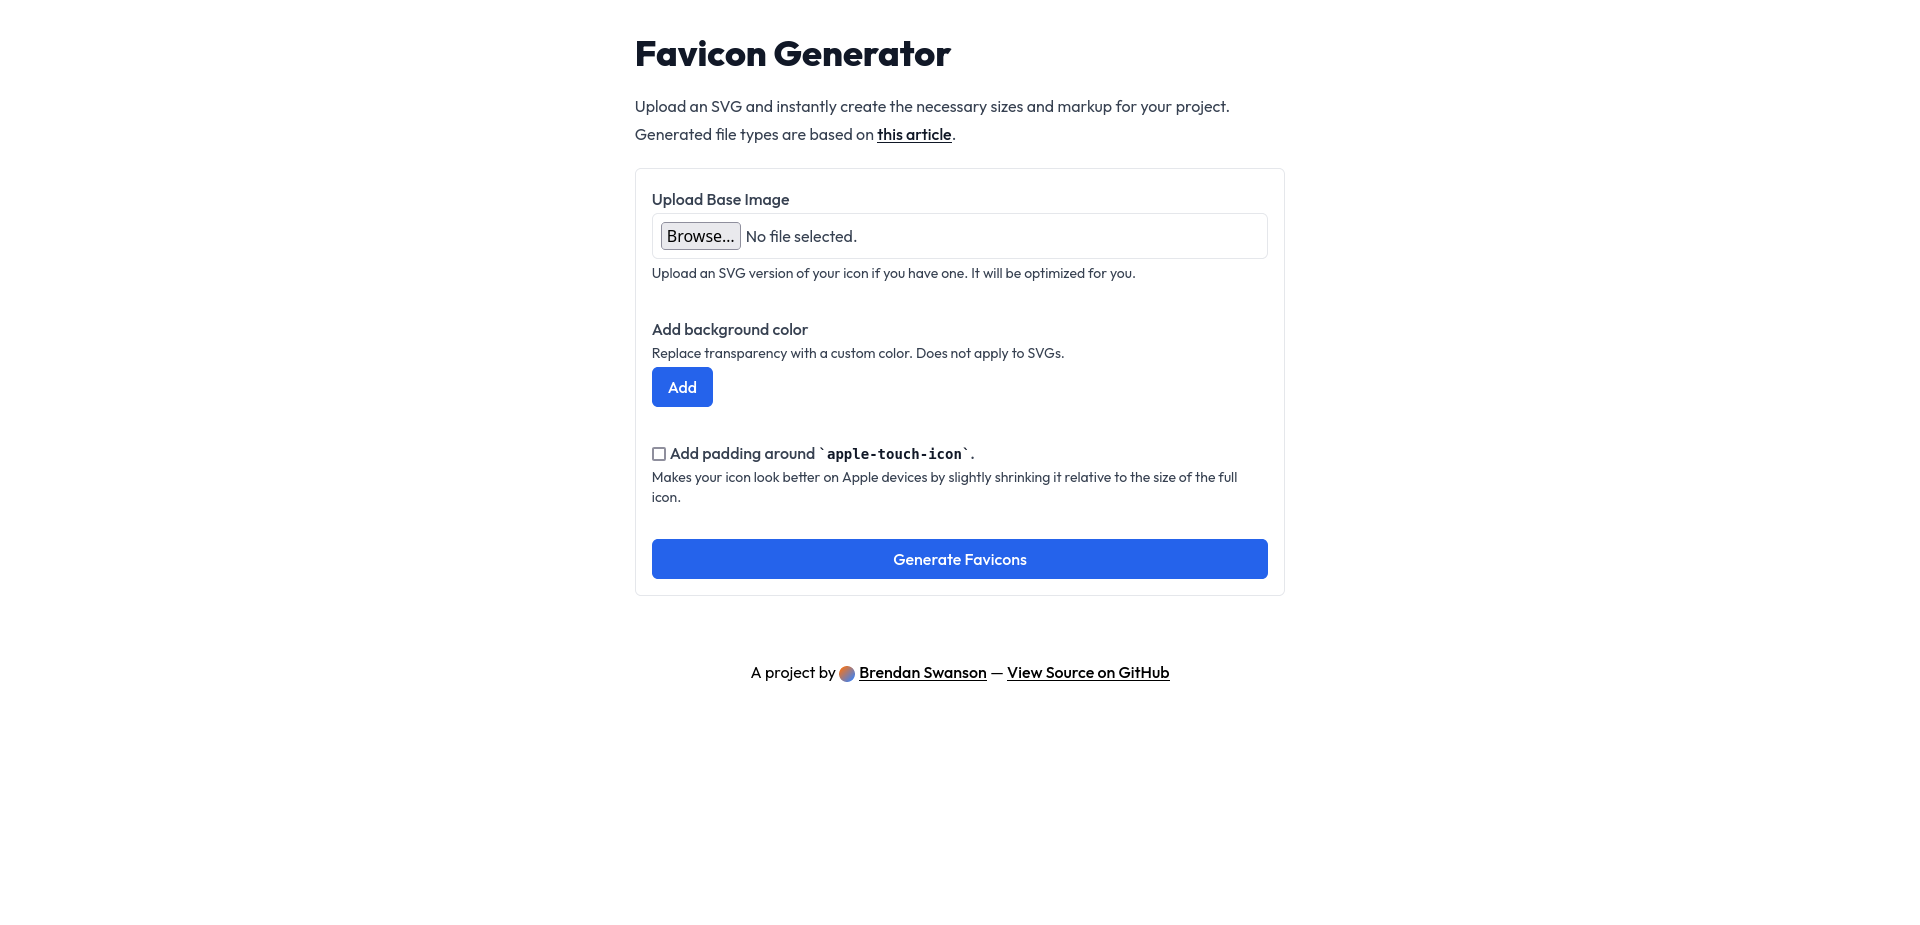 Favicon Generator
Upload an SVG and instantly create the necessary sizes and markup for your project.
Generated file types are based on this article.
Upload Base Image
Browse... No file selected.
Upload an SVG version of your icon if you have one. It will be optimized for you.
Add background color
Replace transparency with a custom color. Does not apply to SVGs.
Add
Add padding around `apple-touch-icon`.
Makes your icon look better on Apple devices by slightly shrinking it relative to the size of the full
icon.
Generate Favicons
A project by Brendan Swanson — View Source on GitHub